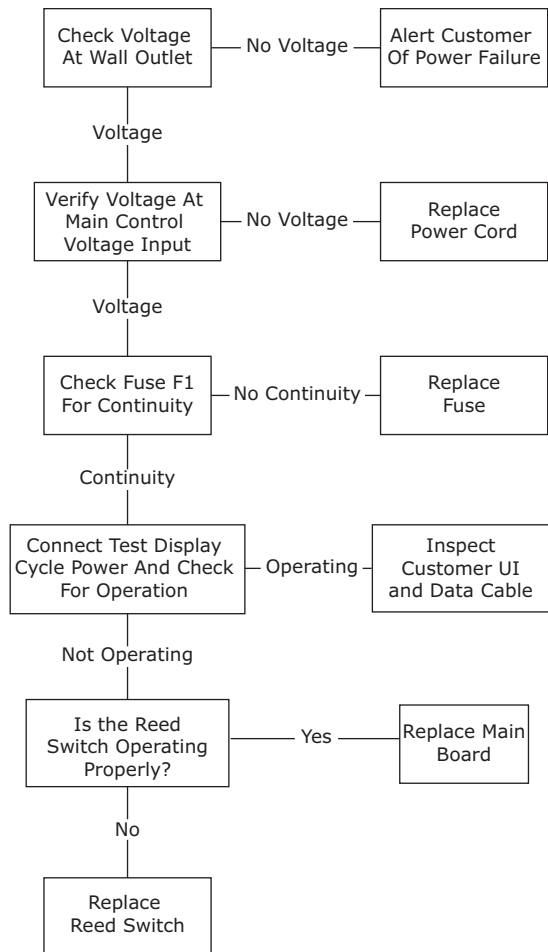 Check Voltage
At Wall Outlet
No Voltage
Alert Customer
Of Power Failure
Voltage
Verify Voltage At
Main Control
Voltage Input
No Voltage
Replace
Power Cord
Voltage
Check Fuse F1
For Continuity
No Continuity
Replace
Fuse
Continuity
Connect Test Display
Cycle Power And Check
For Operation
Operating
Inspect
Customer UI
and Data Cable
Not Operating
Is the Reed
Switch Operating
Properly?
Yes
Replace Main
Board
No
Replace
Reed Switch